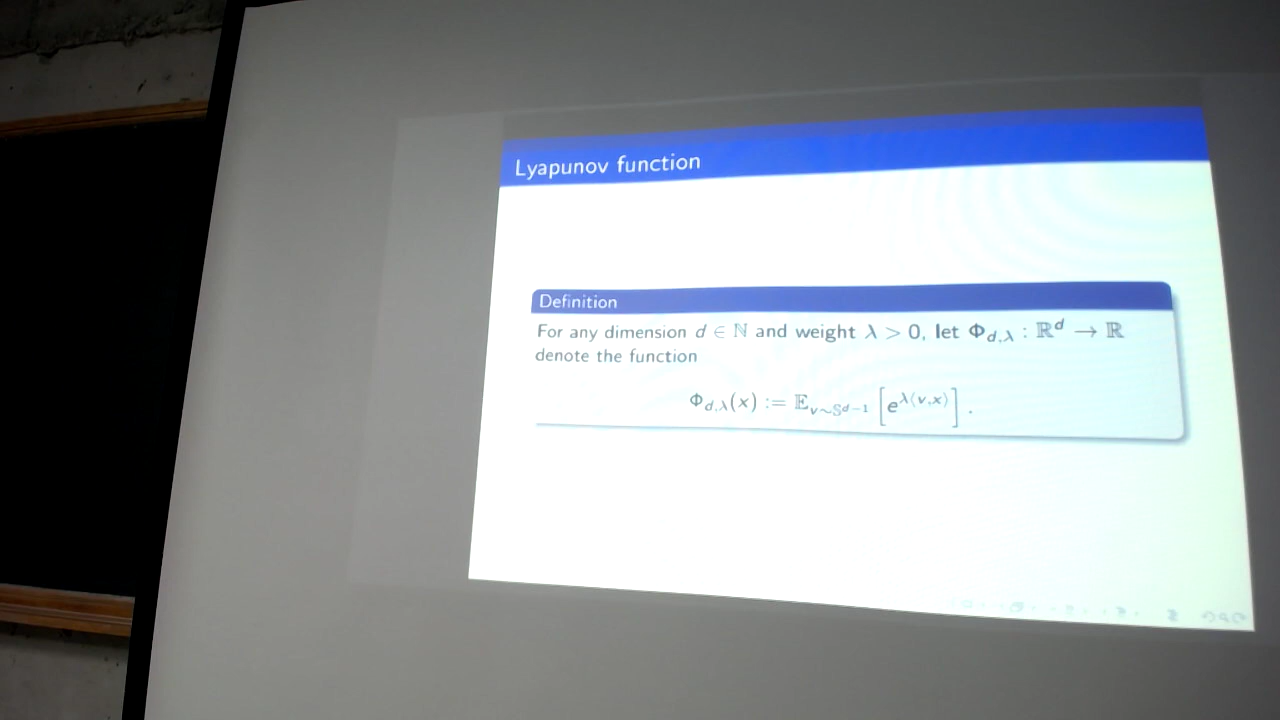 Lyapunov function
Definition
For any dimension d ∈ ℕ and weight λ > 0, let Φ_{d,λ} : ℝ^d → ℝ
denote the function
Φ_{d,λ}(x) := 𝔼_{v∼𝕊^{d−1}} [e^{λ⟨v,x⟩}] .